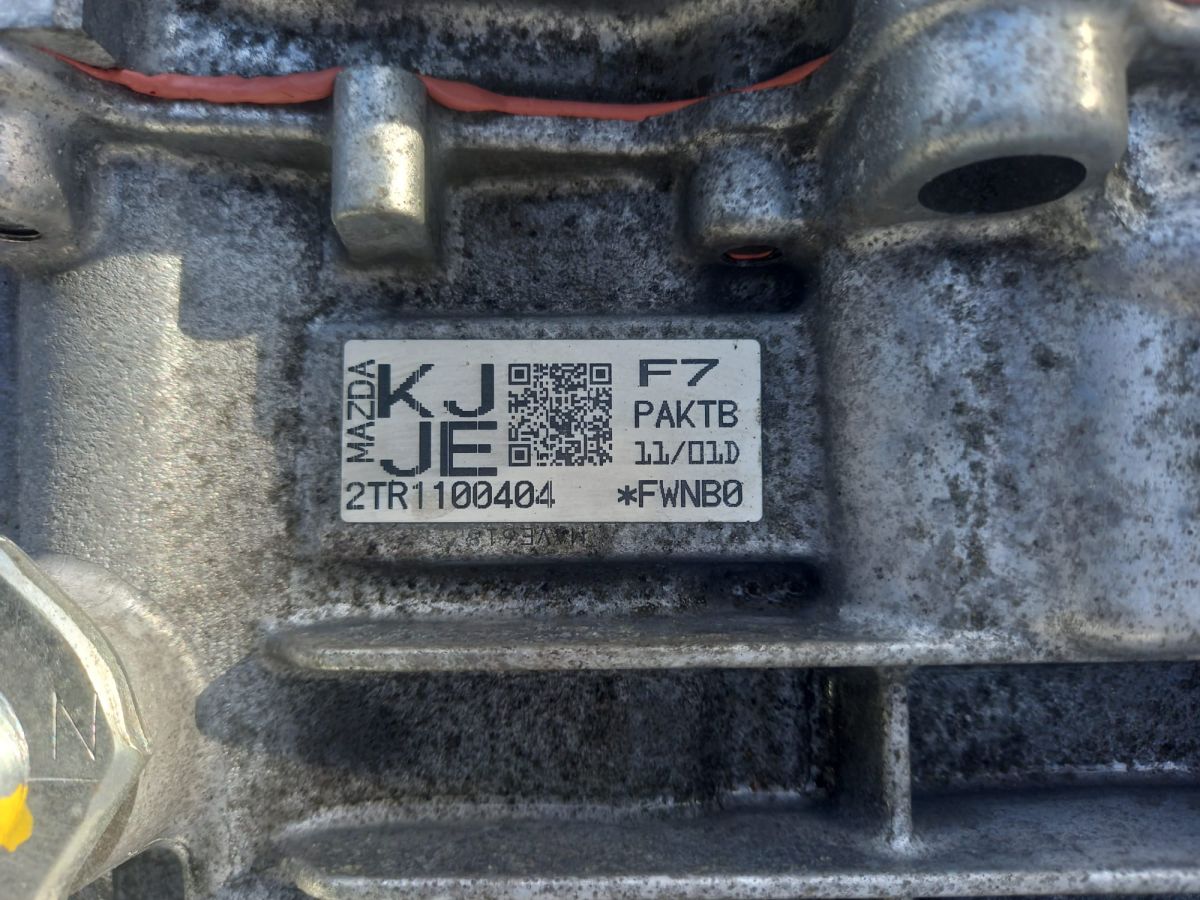 MAZDA
KJ
JE
F7
PAKTB
11/01D
2TR1100404
*FWNB0
N